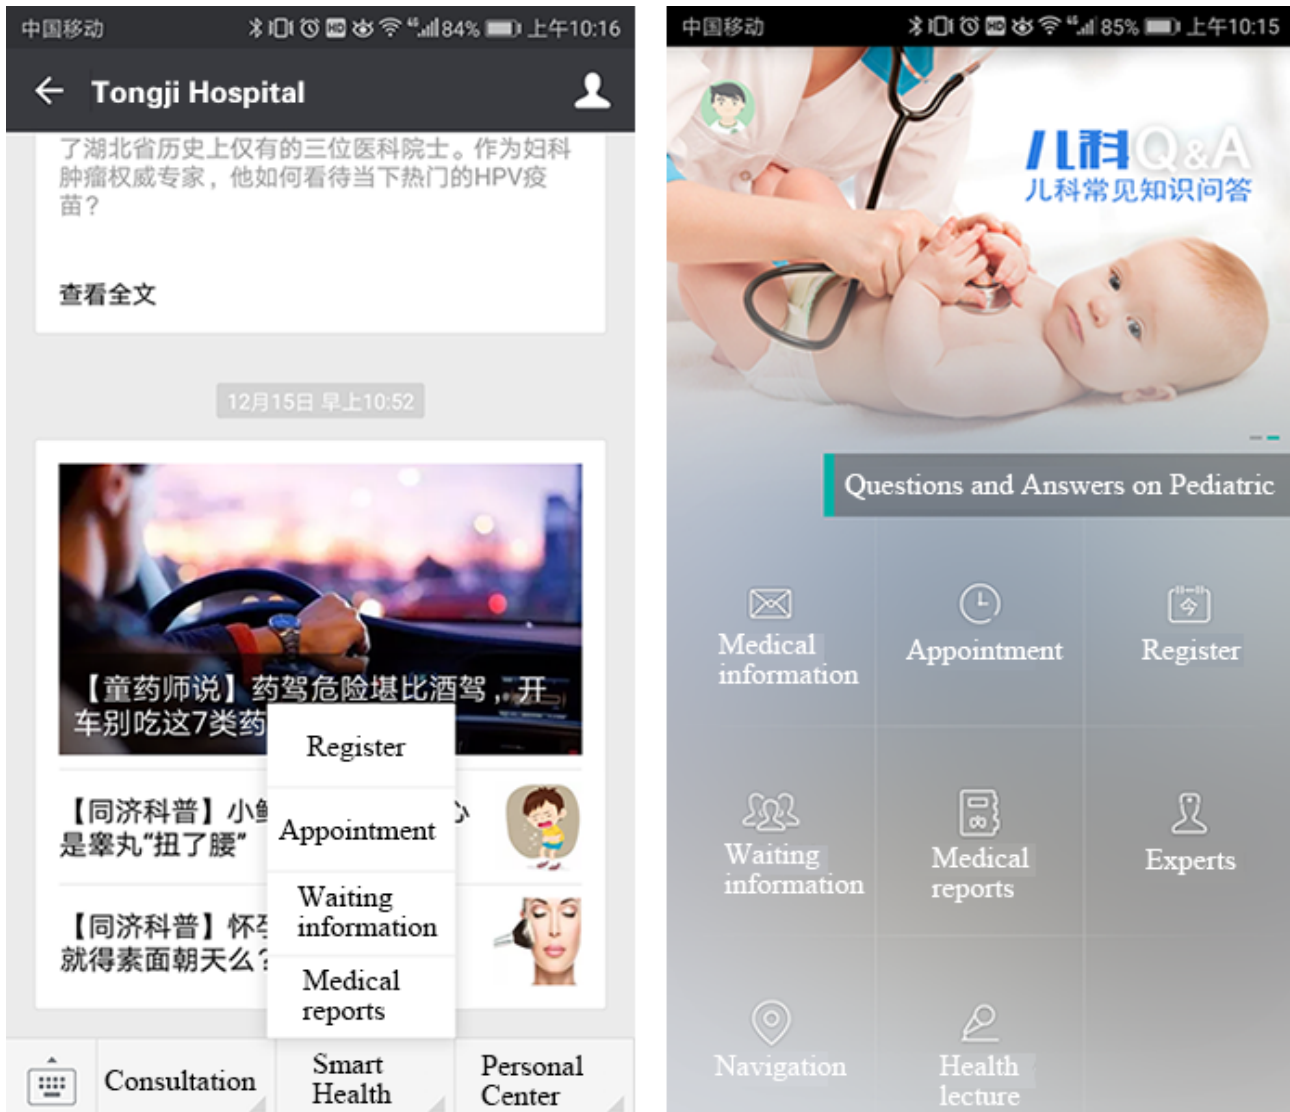 中国移动
HD
46
84%
上午10:16
Tongji Hospital
了湖北省历史上仅有的三位医科院士。作为妇科
肿瘤权威专家，他如何看待当下热门的HPV疫
苗？
查看全文
12月15日 早上10:52
【童药师说】药驾危险堪比酒驾，开
车别吃这7类药
【同济科普】小
心
是睾丸“扭了腰”
【同济科普】怀
就得素面朝天么？
Register
Appointment
Waiting
information
Medical
reports
Consultation
Smart
Health
Personal
Center
中国移动
HD
46
85%
上午10:15
儿科Q&A
儿科常见知识问答
Questions and Answers on Pediatric
Medical
information
Appointment
今
Register
Waiting
information
Medical
reports
Experts
Navigation
Health
lecture